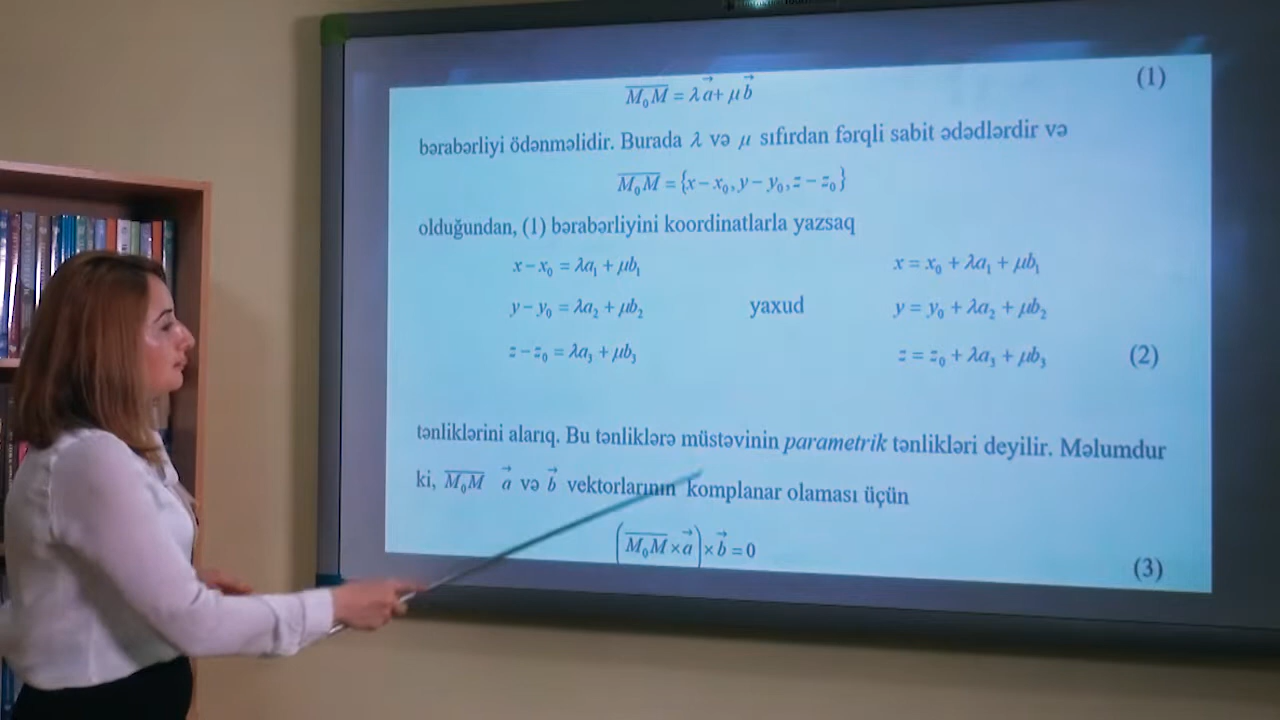 M₀M = λa + μb (1)
bərabərliyi ödənməlidir. Burada λ və μ sıfırdan fərqli sabit ədədlərdir və
M₀M = {x − x₀, y − y₀, z − z₀}
olduğundan, (1) bərabərliyini koordinatlarla yazsaq
x − x₀ = λa₁ + μb₁ x = x₀ + λa₁ + μb₁
y − y₀ = λa₂ + μb₂ yaxud y = y₀ + λa₂ + μb₂
z − z₀ = λa₃ + μb₃ z = z₀ + λa₃ + μb₃ (2)
tənliklərini alarıq. Bu tənliklərə müstəvinin parametrik tənlikləri deyilir. Məlumdur
ki, M₀M a və b vektorlarının komplanar olaması üçün
(M₀M × a) × b = 0 (3)